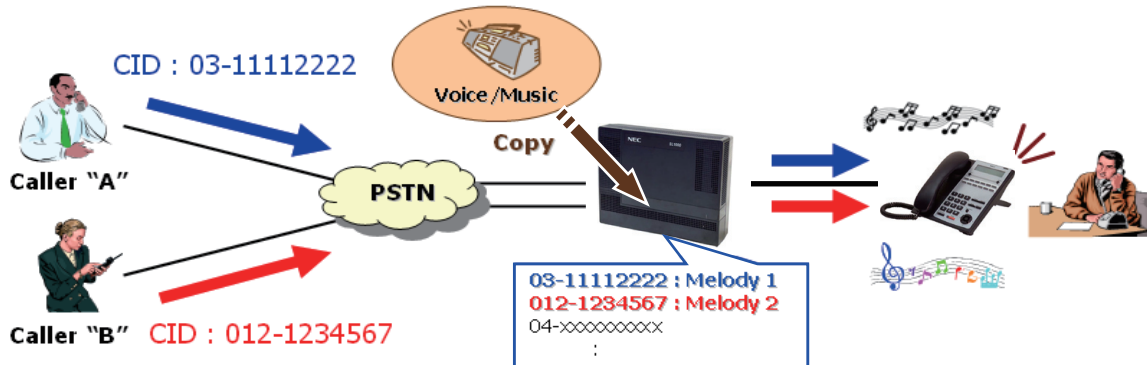 CID : 03-11112222
Voice/Music
Copy
NEC
Caller "A"
PSTN
Caller "B"
CID : 012-1234567
03-11112222 : Melody 1
012-1234567 : Melody 2
04-xxxxxxxxxx
: